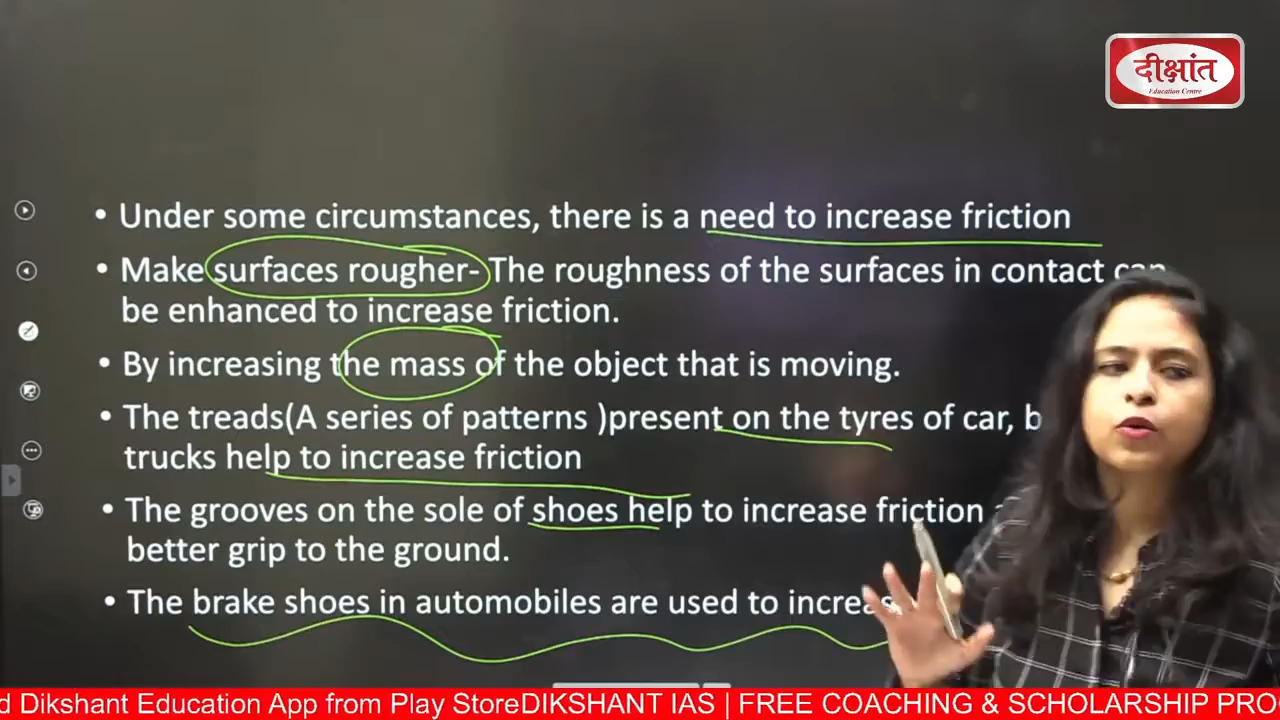 दीक्षांत
Education Centre
• Under some circumstances, there is a need to increase friction
• Make surfaces rougher- The roughness of the surfaces in contact can
be enhanced to increase friction.
• By increasing the mass of the object that is moving.
• The treads(A series of patterns )present on the tyres of car, b
trucks help to increase friction
• The grooves on the sole of shoes help to increase friction
better grip to the ground.
• The brake shoes in automobiles are used to increas
d Dikshant Education App from Play StoreDIKSHANT IAS | FREE COACHING & SCHOLARSHIP PRO